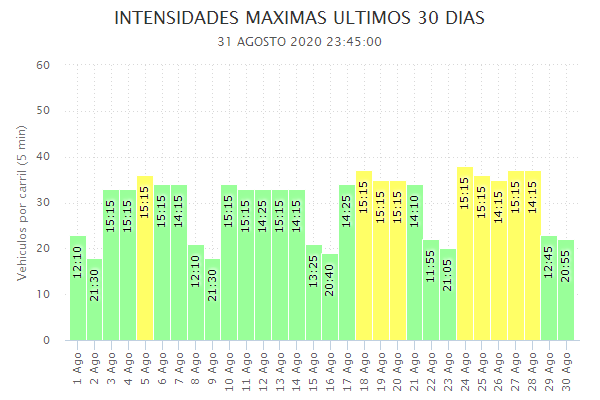 INTENSIDADES MAXIMAS ULTIMOS 30 DIAS
31 AGOSTO 2020 23:45:00
Vehiculos por carril (5 min)
60
50
40
30
20
10
0
12:10
21:30
15:15
15:15
15:15
15:15
14:15
12:10
21:30
15:15
15:15
14:25
15:15
14:15
13:25
20:40
14:25
15:15
15:15
15:15
14:10
11:55
21:05
15:15
15:15
14:15
15:15
14:15
12:45
20:55
1 Ago
2 Ago
3 Ago
4 Ago
5 Ago
6 Ago
7 Ago
8 Ago
9 Ago
10 Ago
11 Ago
12 Ago
13 Ago
14 Ago
15 Ago
16 Ago
17 Ago
18 Ago
19 Ago
20 Ago
21 Ago
22 Ago
23 Ago
24 Ago
25 Ago
26 Ago
27 Ago
28 Ago
29 Ago
30 Ago